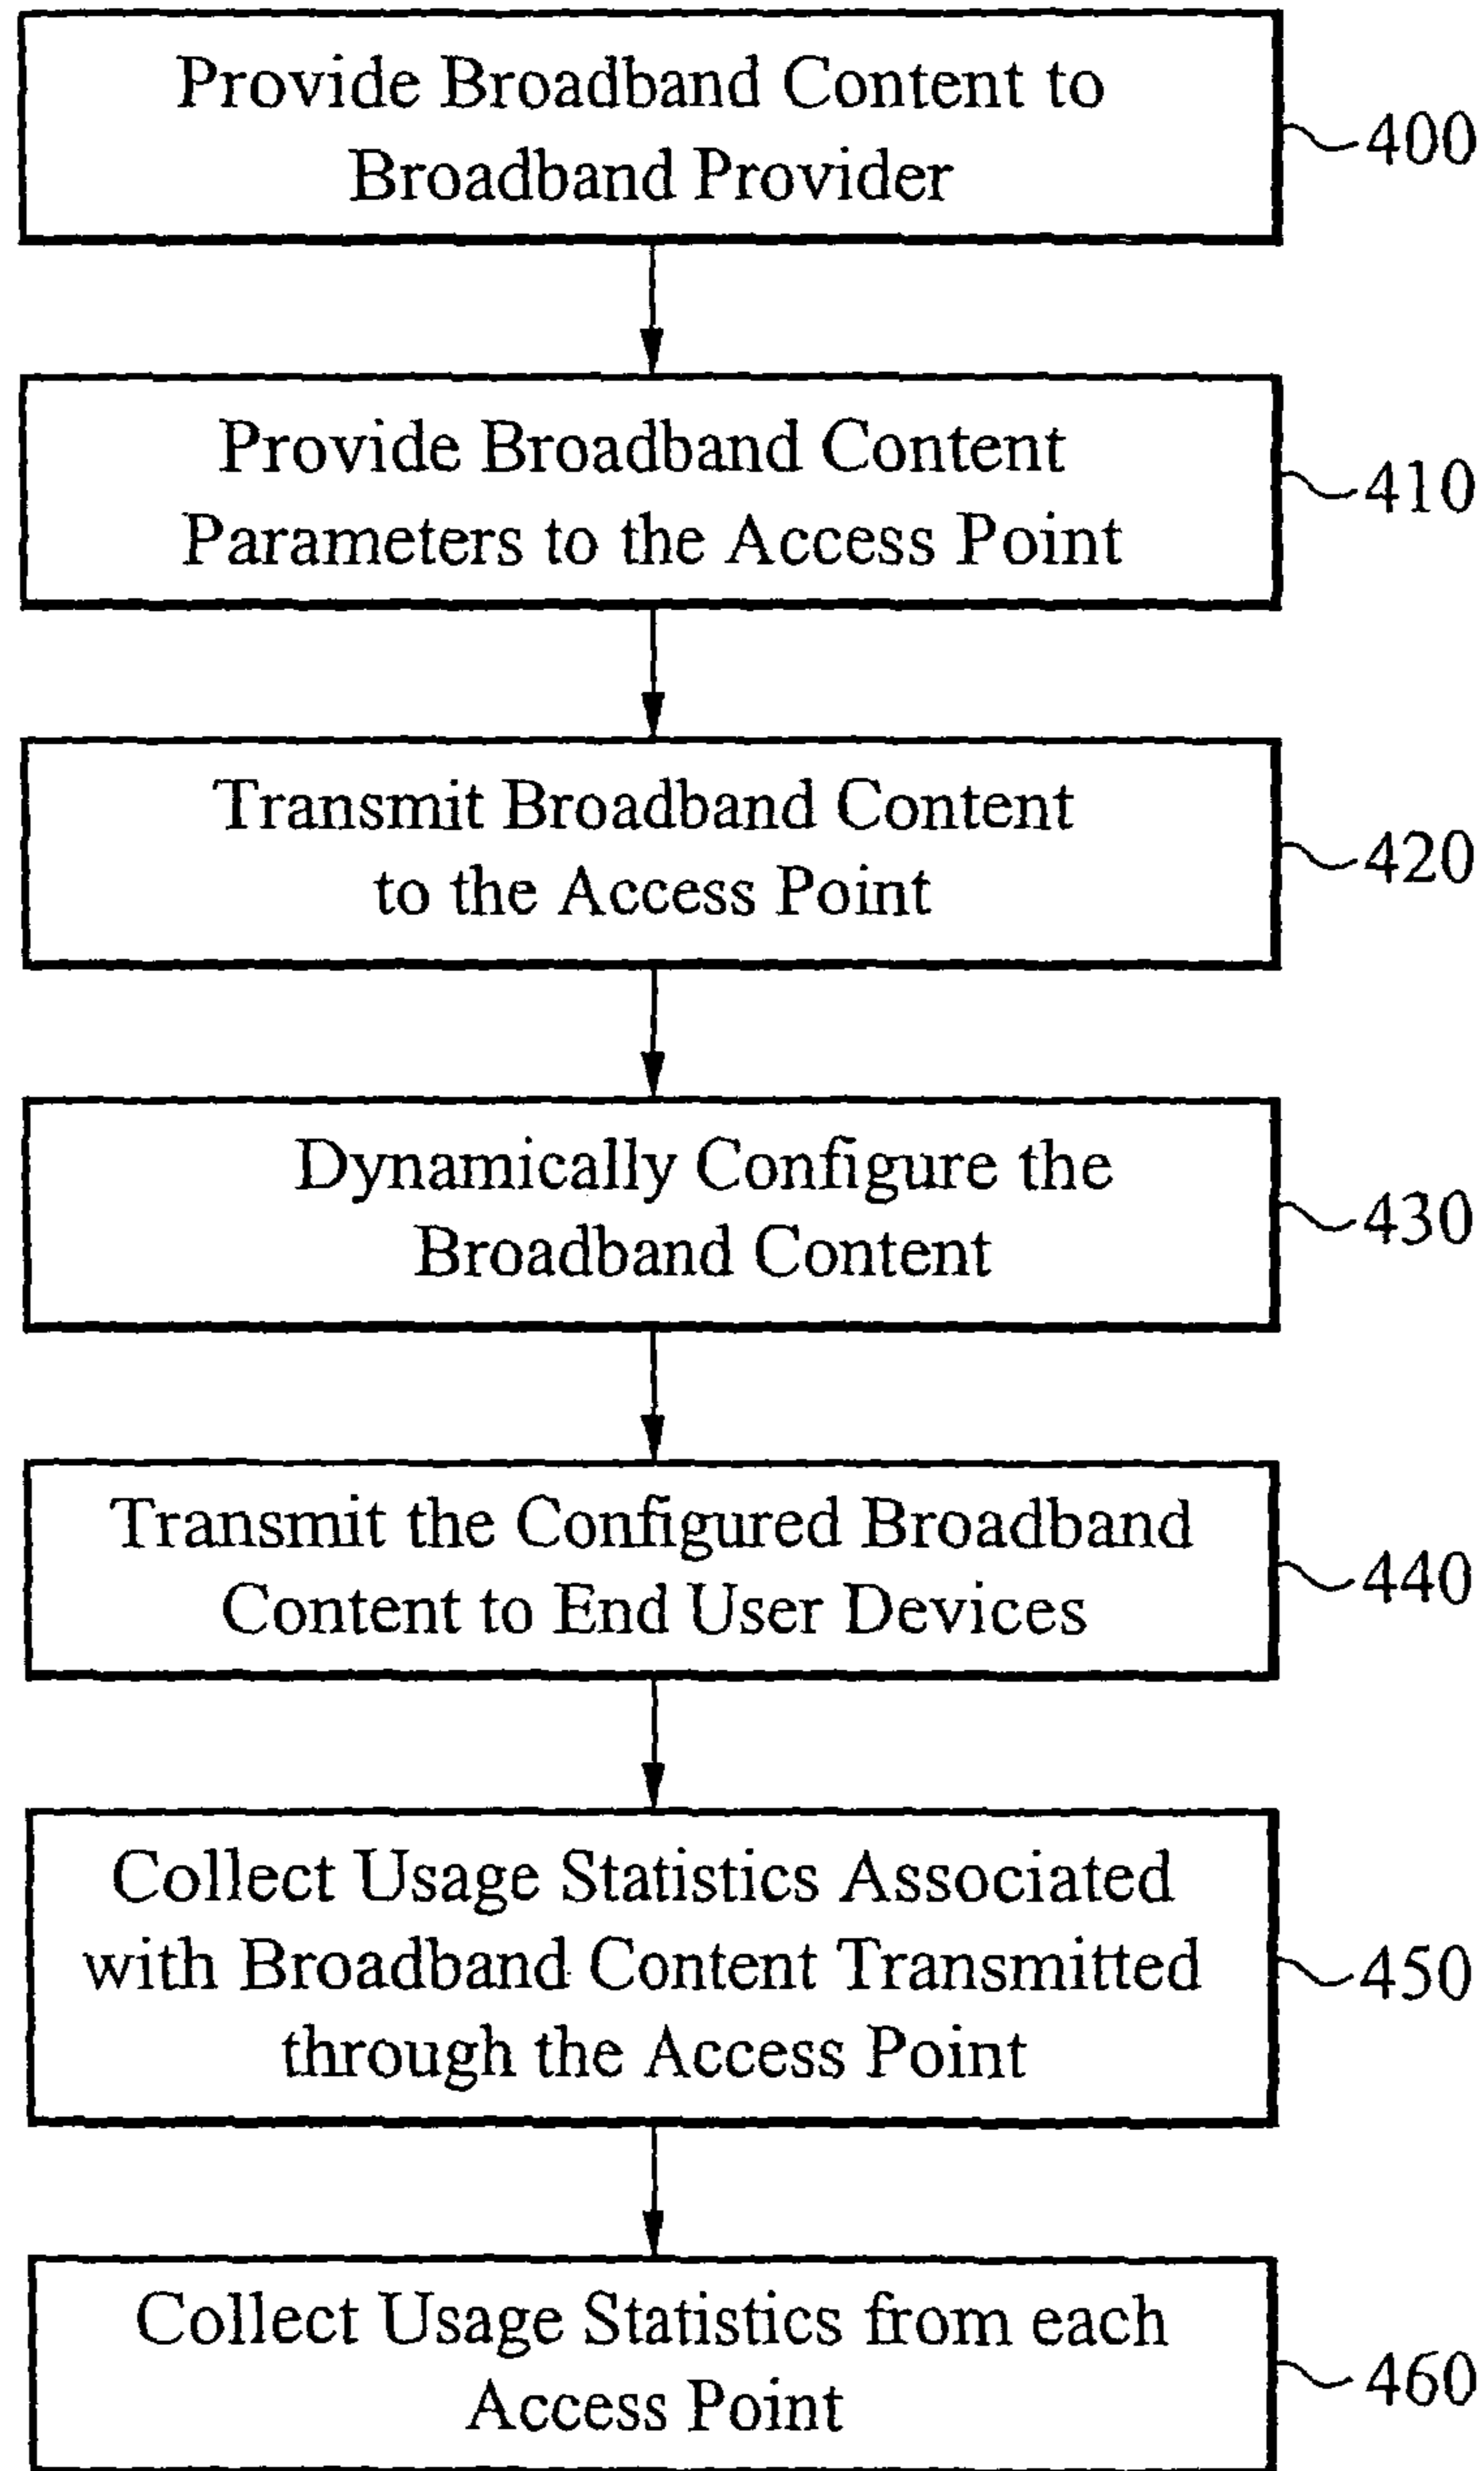 Provide Broadband Content to
Broadband Provider
400
Provide Broadband Content
Parameters to the Access Point
410
Transmit Broadband Content
to the Access Point
420
Dynamically Configure the
Broadband Content
430
Transmit the Configured Broadband
Content to End User Devices
440
Collect Usage Statistics Associated
with Broadband Content Transmitted
through the Access Point
450
Collect Usage Statistics from each
Access Point
460